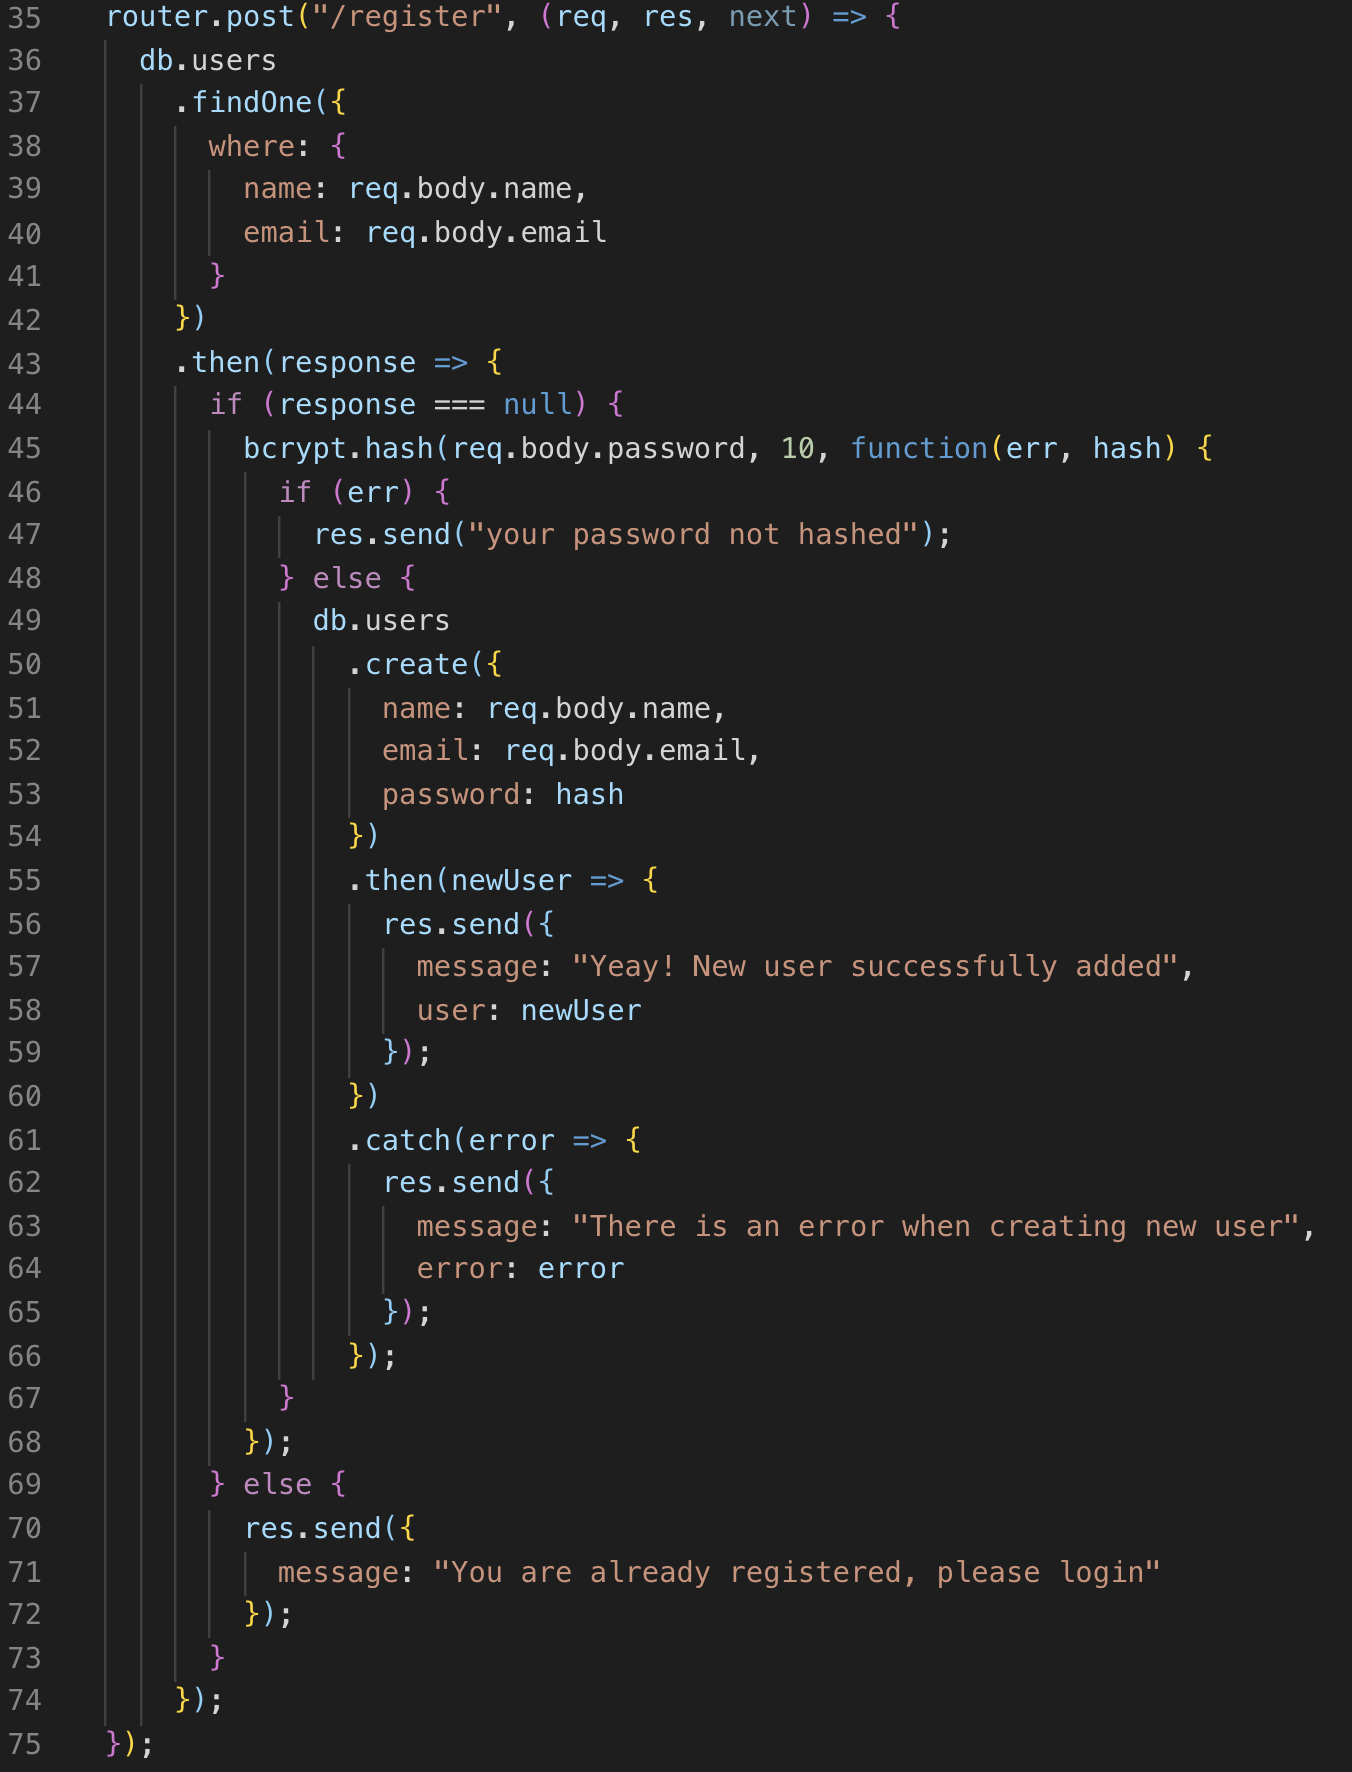 35 router.post("/register", (req, res, next) => {
36 db.users
37 .findOne({
38 where: {
39 name: req.body.name,
40 email: req.body.email
41 }
42 })
43 .then(response => {
44 if (response === null) {
45 bcrypt.hash(req.body.password, 10, function(err, hash) {
46 if (err) {
47 res.send("your password not hashed");
48 } else {
49 db.users
50 .create({
51 name: req.body.name,
52 email: req.body.email,
53 password: hash
54 })
55 .then(newUser => {
56 res.send({
57 message: "Yeay! New user successfully added",
58 user: newUser
59 });
60 })
61 .catch(error => {
62 res.send({
63 message: "There is an error when creating new user",
64 error: error
65 });
66 });
67 }
68 });
69 } else {
70 res.send({
71 message: "You are already registered, please login"
72 });
73 }
74 });
75 });